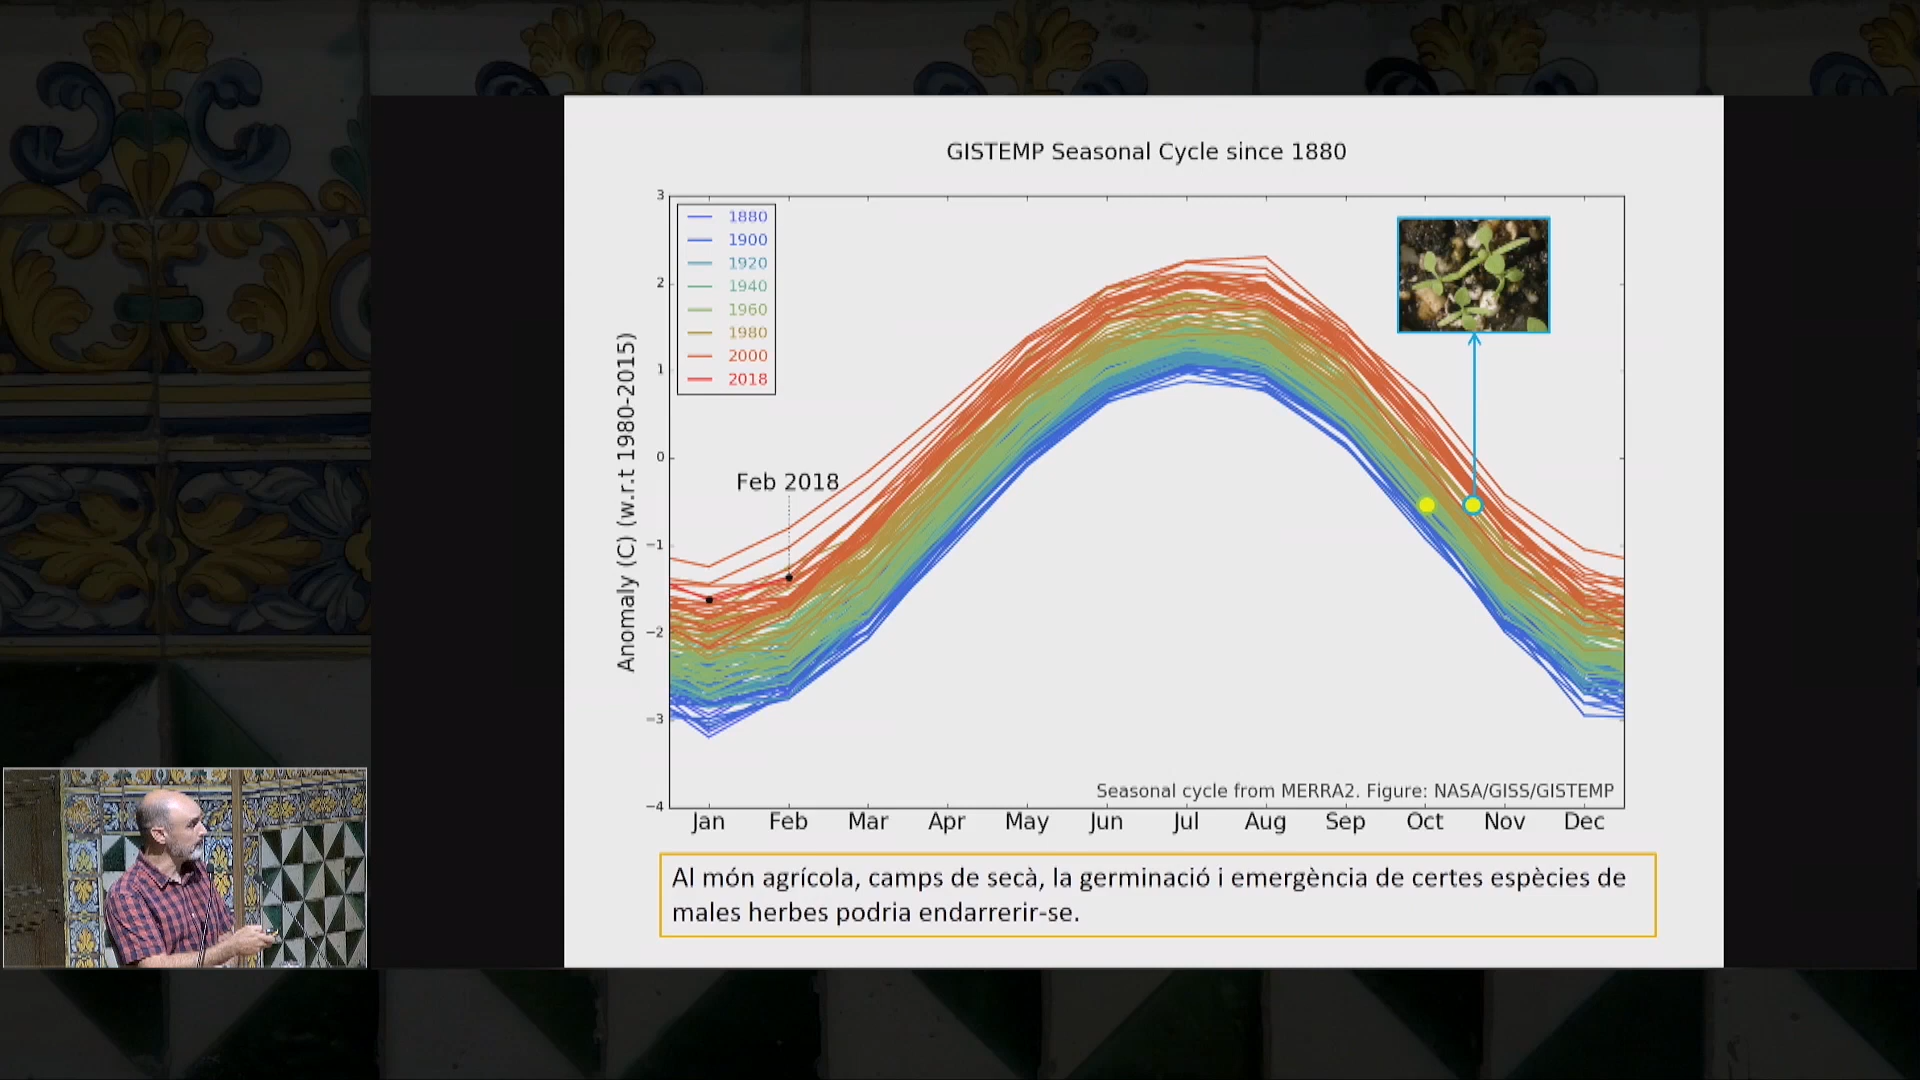 GISTEMP Seasonal Cycle since 1880
3
2
1
0
−1
−2
−3
−4
Anomaly (C) (w.r.t 1980-2015)
1880
1900
1920
1940
1960
1980
2000
2018
Feb 2018
Seasonal cycle from MERRA2. Figure: NASA/GISS/GISTEMP
Jan Feb Mar Apr May Jun Jul Aug Sep Oct Nov Dec
Al món agrícola, camps de secà, la germinació i emergència de certes espècies de
males herbes podria endarrerir-se.